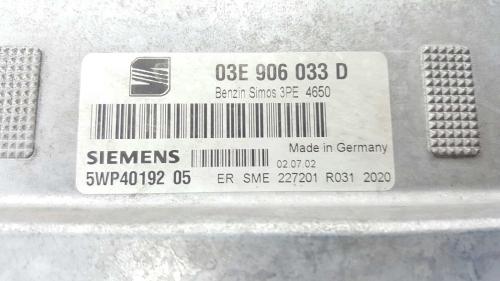 03E 906 033 D
Benzin Simos 3PE 4650
Made in Germany
SIEMENS
02.07.02
5WP40192 05
ER SME 227201 R031 2020